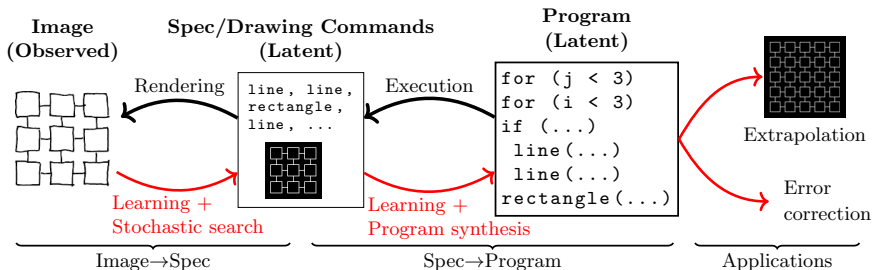 Image
(Observed)
Spec/Drawing Commands
(Latent)
Program
(Latent)
Rendering
line, line,
rectangle,
line, ...
Execution
for (j < 3)
for (i < 3)
if (...)
line(...)
line(...)
rectangle(...)
Extrapolation
Learning +
Stochastic search
Learning +
Program synthesis
Error
correction
Image→Spec
Spec→Program
Applications